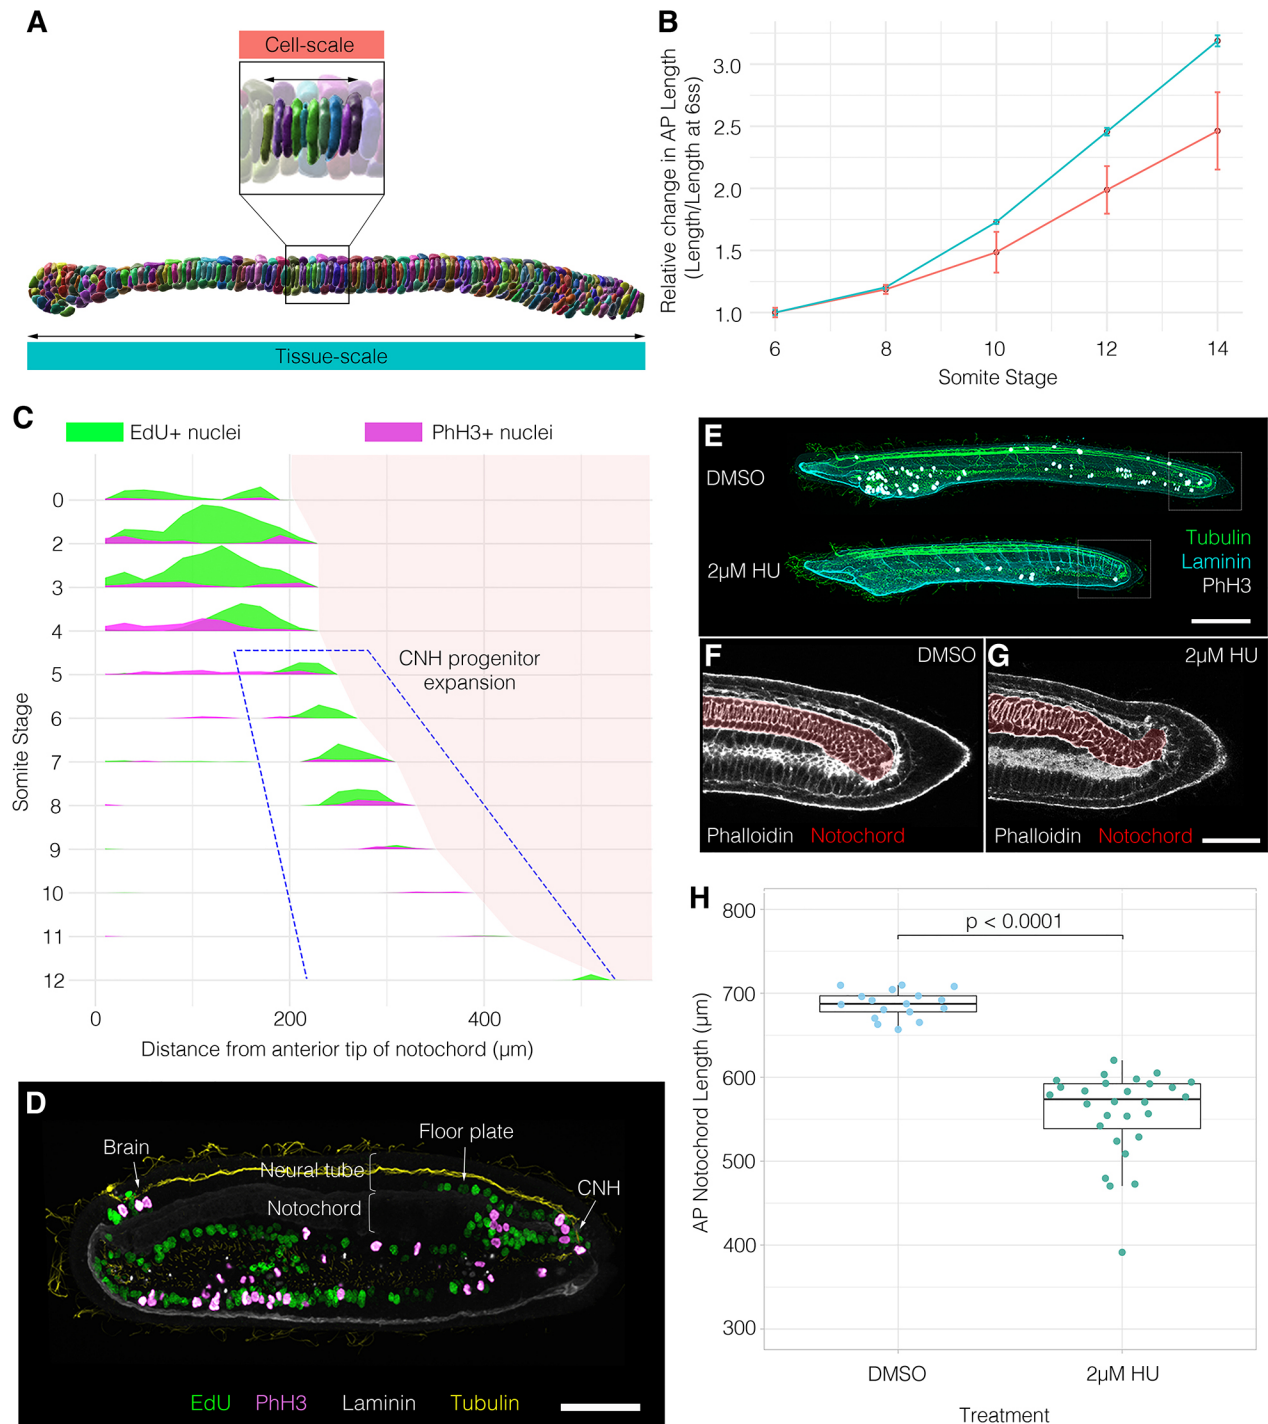 A
Cell-scale
Tissue-scale
B
Relative change in AP Length
(Length/Length at 6ss)
3.0
2.5
2.0
1.5
1.0
6
8
10
12
14
Somite Stage
C
EdU+ nuclei
PhH3+ nuclei
0
2
3
4
5
6
7
8
9
10
11
12
Somite Stage
CNH progenitor
expansion
0
200
400
Distance from anterior tip of notochord (µm)
D
Brain
Neural tube
Notochord
Floor plate
CNH
EdU PhH3 Laminin Tubulin
E
DMSO
2µM HU
Tubulin
Laminin
PhH3
F
DMSO
Phalloidin Notochord
G
2µM HU
Phalloidin Notochord
H
p < 0.0001
AP Notochord Length (µm)
800
700
600
500
400
300
DMSO
2µM HU
Treatment